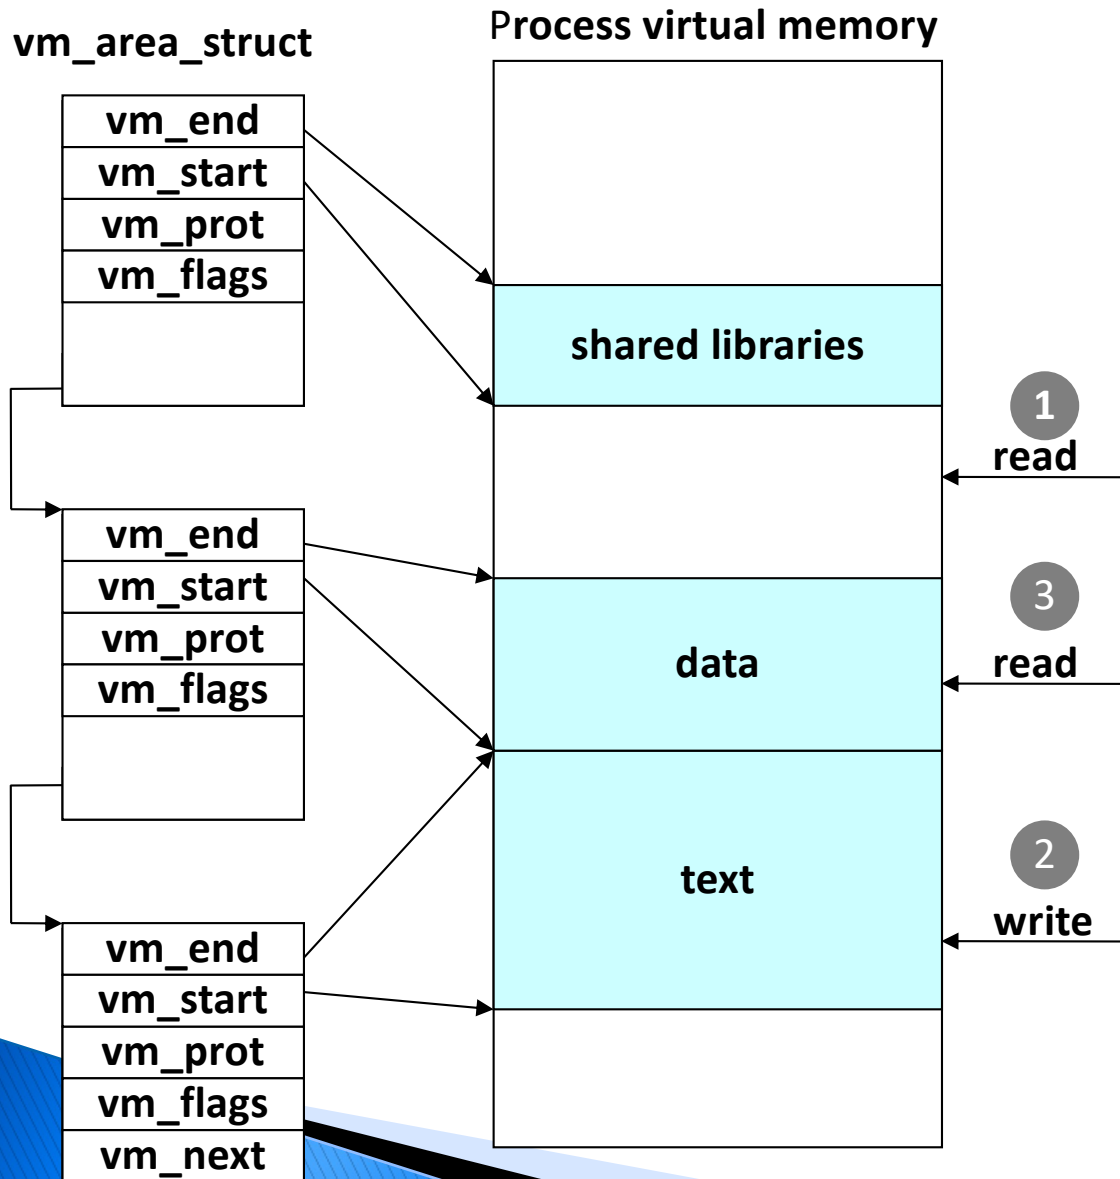 vm_area_struct
Process virtual memory
vm_end
vm_start
vm_prot
vm_flags
shared libraries
1
read
vm_end
vm_start
vm_prot
vm_flags
data
3
read
text
2
write
vm_end
vm_start
vm_prot
vm_flags
vm_next